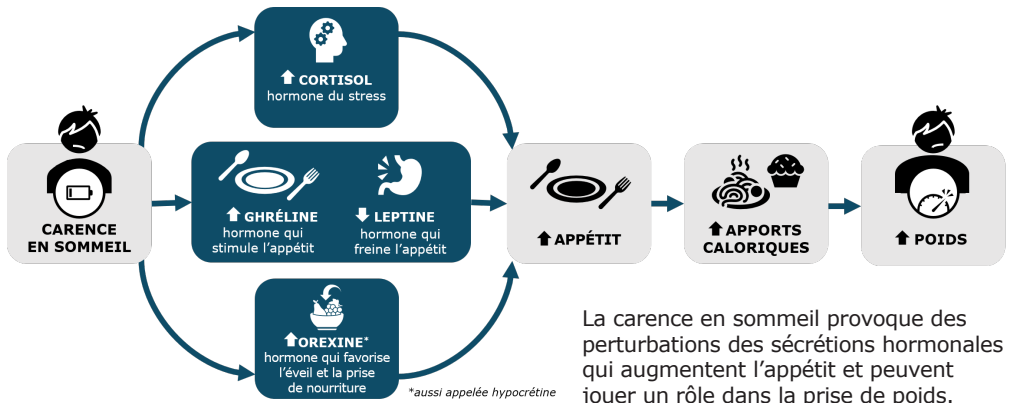 CARENCE
EN SOMMEIL
⬆ CORTISOL
hormone du stress
⬆ GHRÉLINE
hormone qui
stimule l'appétit
⬇ LEPTINE
hormone qui
freine l'appétit
⬆OREXINE*
hormone qui favorise
l'éveil et la prise
de nourriture
*aussi appelée hypocrétine
⬆ APPÉTIT
⬆ APPORTS
CALORIQUES
⬆ POIDS
La carence en sommeil provoque des
perturbations des sécrétions hormonales
qui augmentent l'appétit et peuvent
jouer un rôle dans la prise de poids.